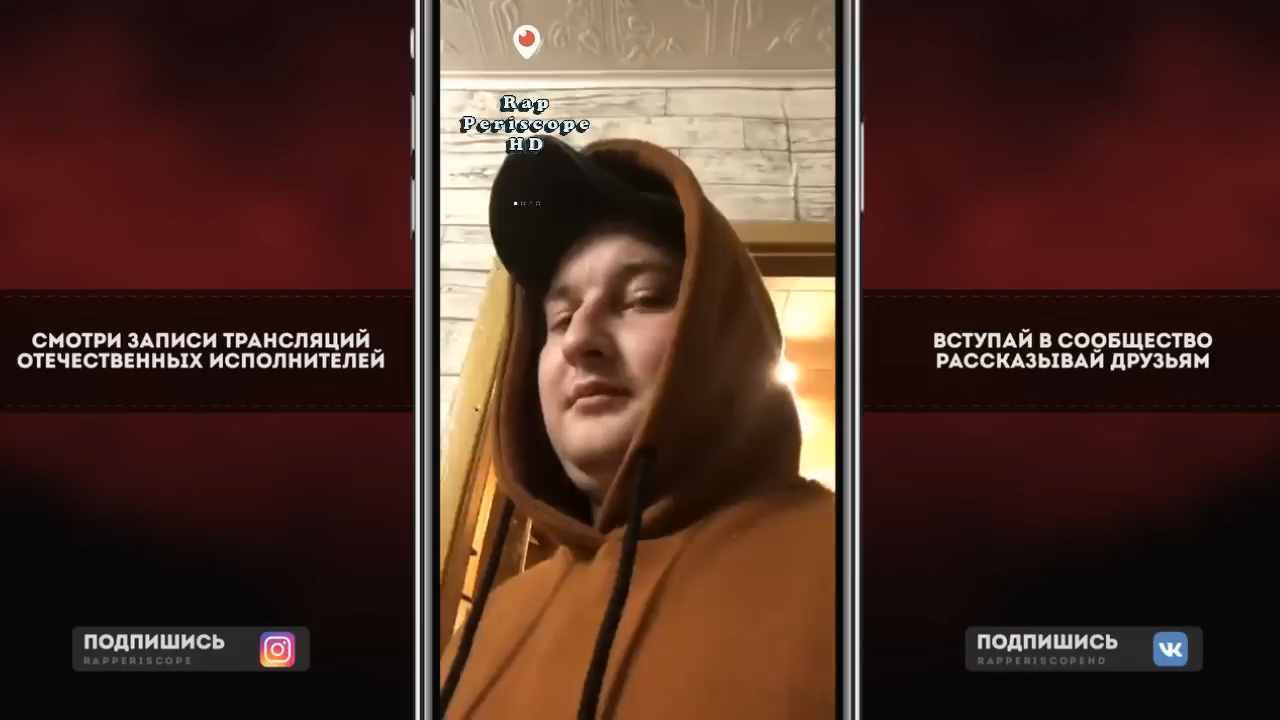 Rap
Periscope
HD
СМОТРИ ЗАПИСИ ТРАНСЛЯЦИЙ
ОТЕЧЕСТВЕННЫХ ИСПОЛНИТЕЛЕЙ
ВСТУПАЙ В СООБЩЕСТВО
РАССКАЗЫВАЙ ДРУЗЬЯМ
ПОДПИШИСЬ
RAPPERISCOPE
ПОДПИШИСЬ
RAPPERISCOPEHD